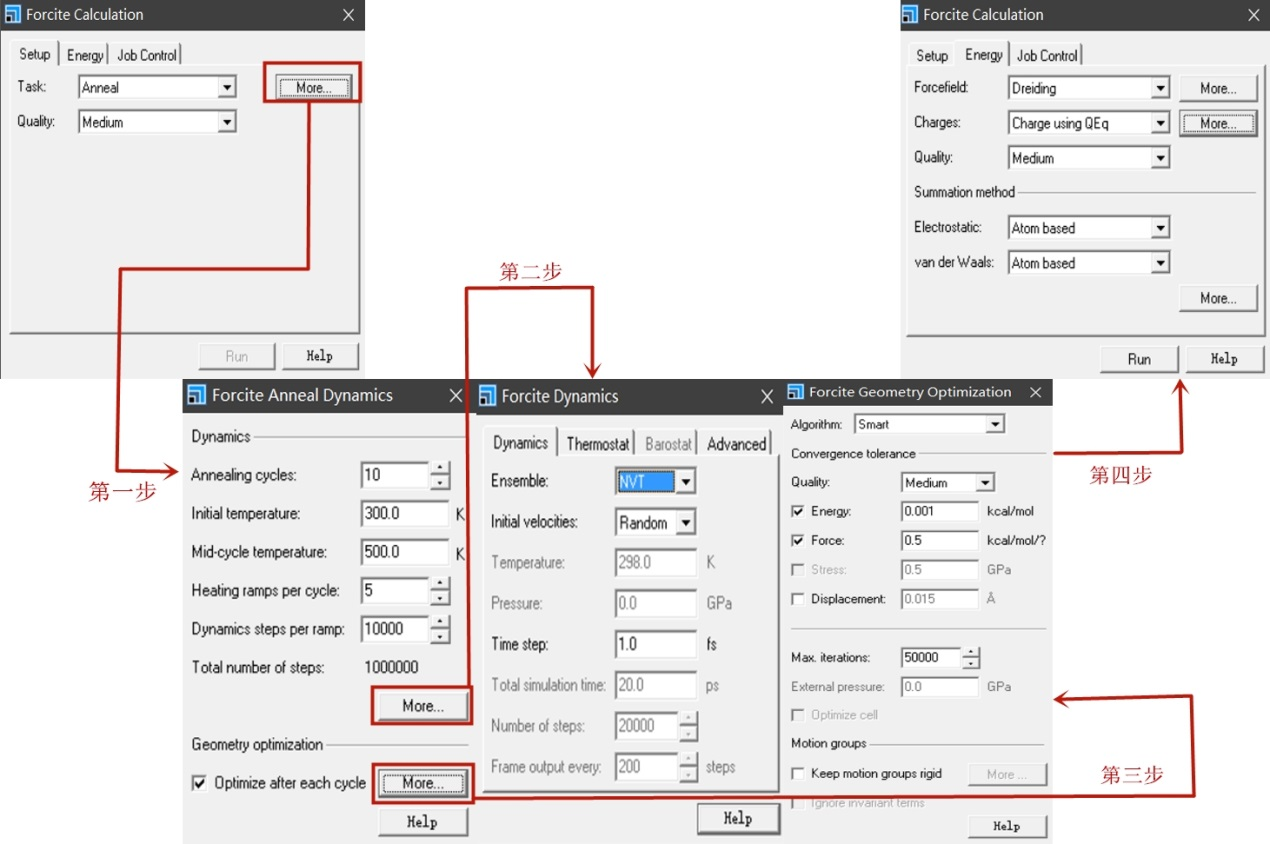 Forcite Calculation
Setup Energy Job Control
Task: Anneal More...
Quality: Medium
Run Help
Forcite Calculation
Setup Energy Job Control
Forcefield: Dreiding More...
Charges: Charge using QEq More...
Quality: Medium
Summation method
Electrostatic: Atom based
van der Waals: Atom based
More...
Run Help
第一步
第二步
第三步
第四步
Forcite Anneal Dynamics
Dynamics
Annealing cycles: 10
Initial temperature: 300.0 K
Mid-cycle temperature: 500.0 K
Heating ramps per cycle: 5
Dynamics steps per ramp: 10000
Total number of steps: 1000000
More...
Geometry optimization
Optimize after each cycle More...
Help
Forcite Dynamics
Dynamics Thermostat Barostat Advanced
Ensemble: NVT
Initial velocities: Random
Temperature: 298.0 K
Pressure: 0.0 GPa
Time step: 1.0 fs
Total simulation time: 20.0 ps
Number of steps: 20000
Frame output every: 200 steps
Help
Forcite Geometry Optimization
Algorithm: Smart
Convergence tolerance
Quality: Medium
Energy: 0.001 kcal/mol
Force: 0.5 kcal/mol/?
Stress: 0.5 GPa
Displacement: 0.015 Å
Max. iterations: 50000
External pressure: 0.0 GPa
Optimize cell
Motion groups
Keep motion groups rigid More ...
Ignore invariant terms
Help